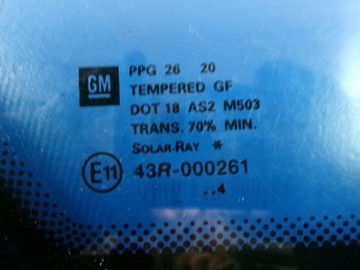 GM
PPG 26 20
TEMPERED GF
DOT 18 AS2 M503
TRANS. 70% MIN.
SOLAR-RAY *
E11 43R-000261
..4